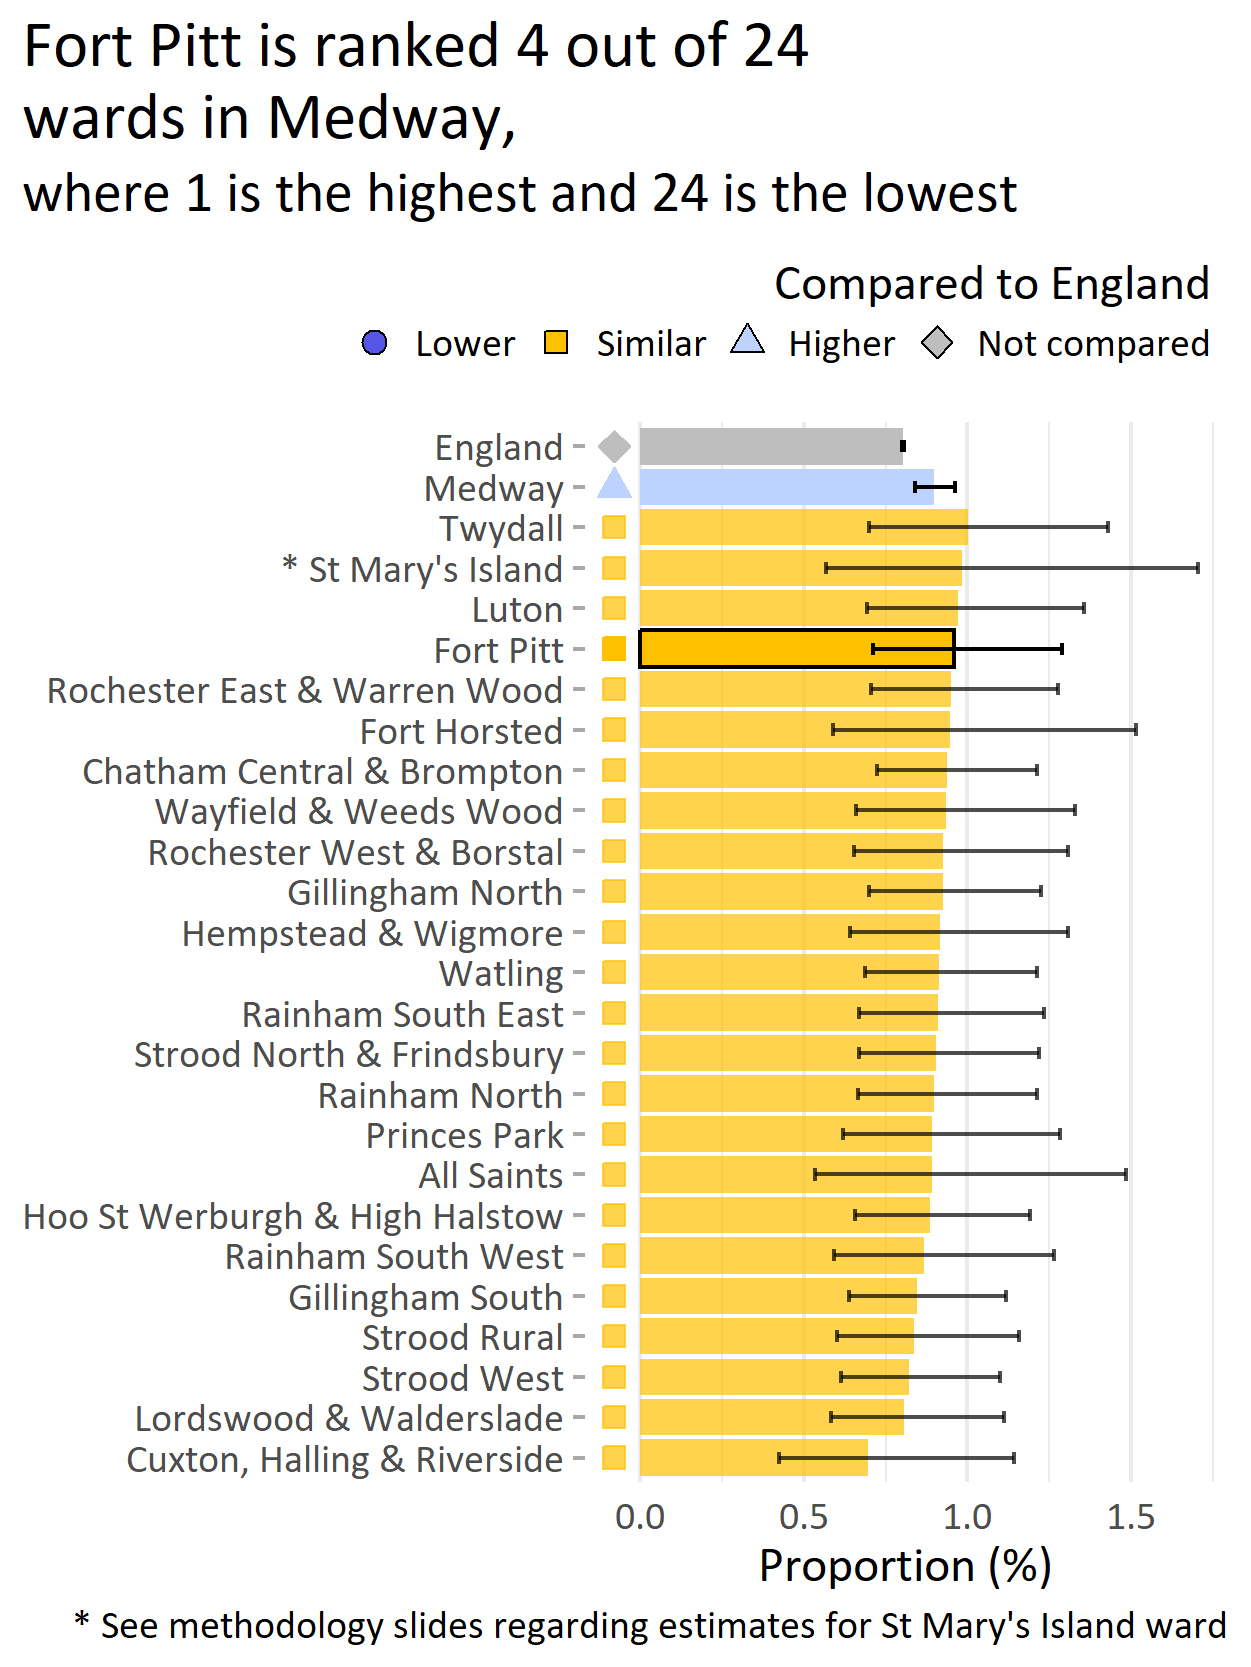 Fort Pitt is ranked 4 out of 24
wards in Medway,
where 1 is the highest and 24 is the lowest
Compared to England
Lower Similar Higher Not compared
England
Medway
Twydall
* St Mary's Island
Luton
Fort Pitt
Rochester East & Warren Wood
Fort Horsted
Chatham Central & Brompton
Wayfield & Weeds Wood
Rochester West & Borstal
Gillingham North
Hempstead & Wigmore
Watling
Rainham South East
Strood North & Frindsbury
Rainham North
Princes Park
All Saints
Hoo St Werburgh & High Halstow
Rainham South West
Gillingham South
Strood Rural
Strood West
Lordswood & Walderslade
Cuxton, Halling & Riverside
0.0 0.5 1.0 1.5
Proportion (%)
* See methodology slides regarding estimates for St Mary's Island ward